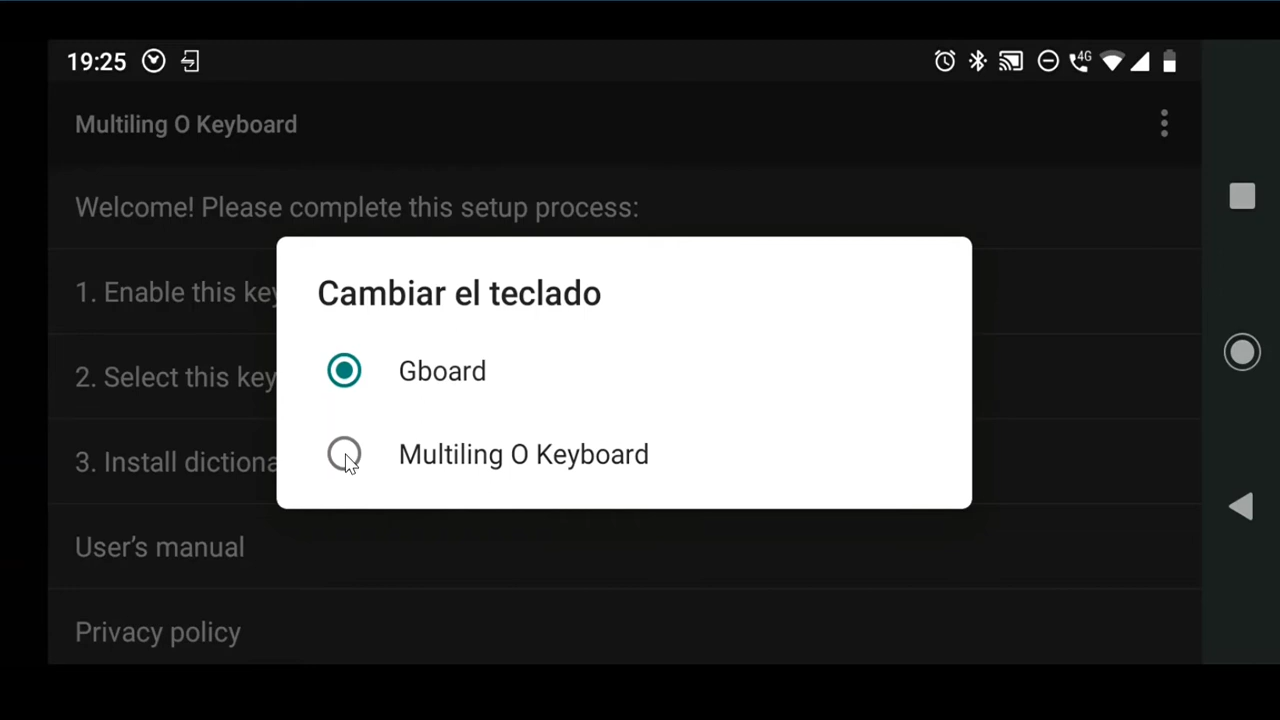 19:25
4G
Multiling O Keyboard
Welcome! Please complete this setup process:
Cambiar el teclado
1. Enable this key
Gboard
2. Select this key
Multiling O Keyboard
3. Install dictiona
User’s manual
Privacy policy